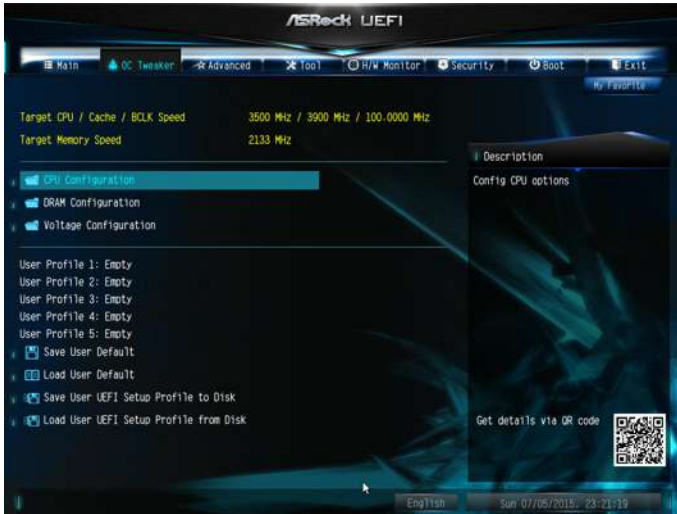 ASRock UEFI
Main OC Tweaker Advanced Tool H/W Monitor Security Boot Exit
My Favorite
Target CPU / Cache / BCLK Speed 3500 MHz / 3900 MHz / 100.0000 MHz
Target Memory Speed 2133 MHz
Description
CPU Configuration
Config CPU options
DRAM Configuration
Voltage Configuration
User Profile 1: Empty
User Profile 2: Empty
User Profile 3: Empty
User Profile 4: Empty
User Profile 5: Empty
Save User Default
Load User Default
Save User UEFI Setup Profile to Disk
Load User UEFI Setup Profile from Disk
Get details via QR code
English Sun 07/05/2015. 23:21:19